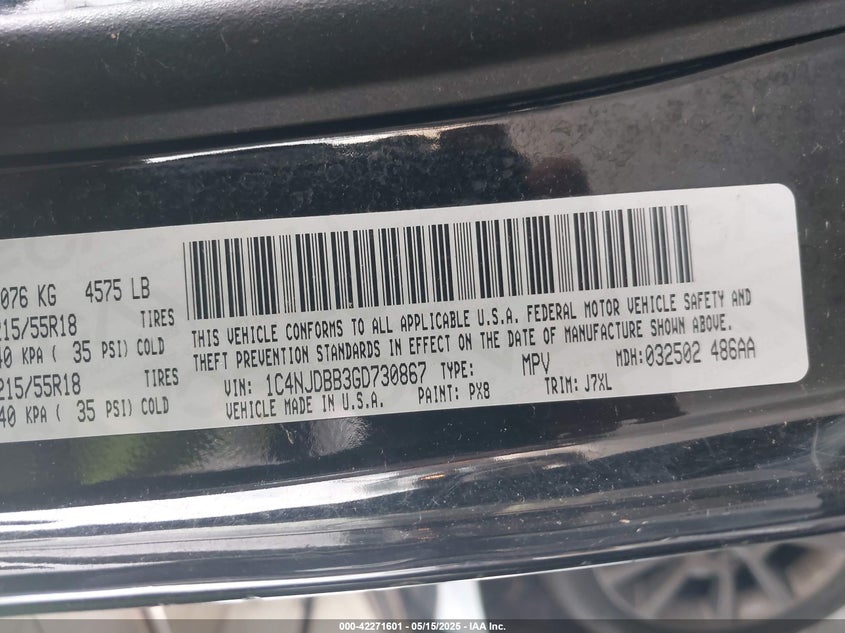 076 KG 4575 LB
215/55R18 TIRES
40 KPA ( 35 PSI) COLD
215/55R18 TIRES
40 KPA ( 35 PSI) COLD
THIS VEHICLE CONFORMS TO ALL APPLICABLE U.S.A. FEDERAL MOTOR VEHICLE SAFETY AND
THEFT PREVENTION STANDARDS IN EFFECT ON THE DATE OF MANUFACTURE SHOWN ABOVE.
VIN: 1C4NJDBB3GD730867 TYPE: MPV MDH:032502 486AA
VEHICLE MADE IN U.S.A. PAINT: PX8 TRIM: J7XL
000-42271601 - 05/15/2025 - IAA Inc.